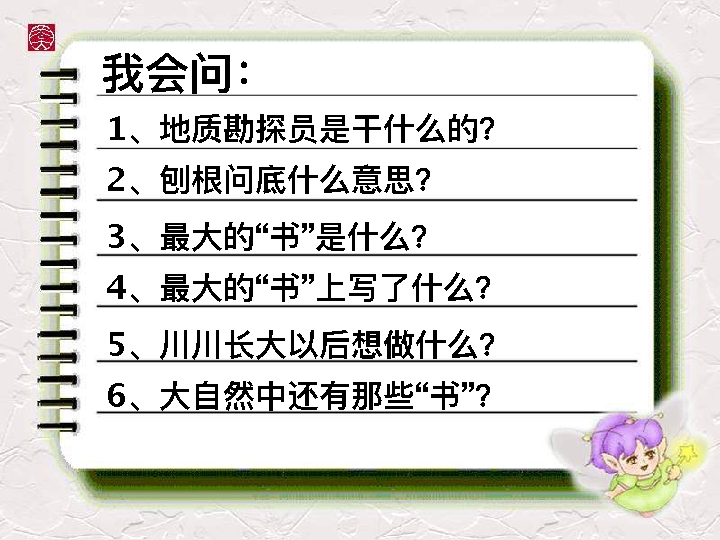 我会问：
1、地质勘探员是干什么的？
2、刨根问底什么意思？
3、最大的“书”是什么？
4、最大的“书”上写了什么？
5、川川长大以后想做什么？
6、大自然中还有那些“书”？